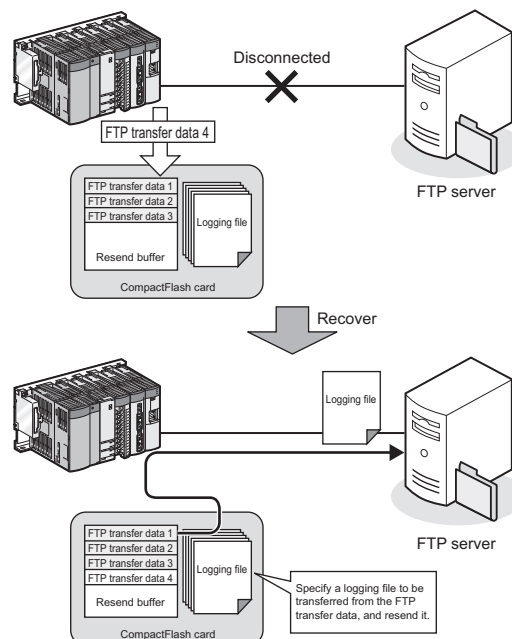 Disconnected
FTP transfer data 4
FTP server
FTP transfer data 1
FTP transfer data 2
FTP transfer data 3
Resend buffer
Logging file
CompactFlash card
Recover
Logging file
FTP server
FTP transfer data 1
FTP transfer data 2
FTP transfer data 3
FTP transfer data 4
Resend buffer
Logging file
Specify a logging file to be
transferred from the FTP
transfer data, and resend it.
CompactFlash card